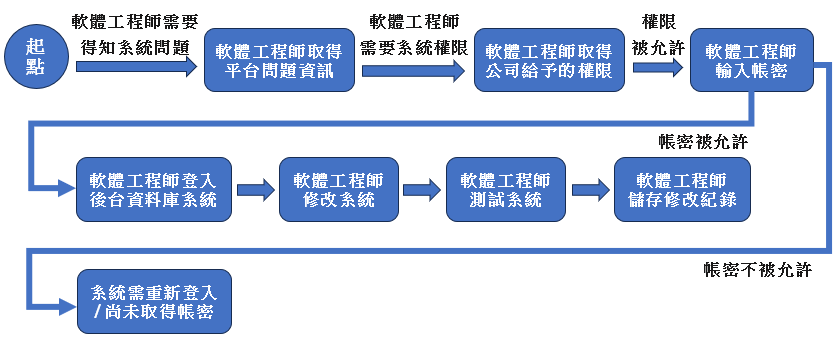 起
點
軟體工程師需要
得知系統問題
軟體工程師取得
平台問題資訊
軟體工程師
需要系統權限
軟體工程師取得
公司給予的權限
權限
被允許
軟體工程師
輸入帳密
帳密被允許
軟體工程師登入
後台資料庫系統
軟體工程師
修改系統
軟體工程師
測試系統
軟體工程師
儲存修改紀錄
帳密不被允許
系統需重新登入
/尚未取得帳密